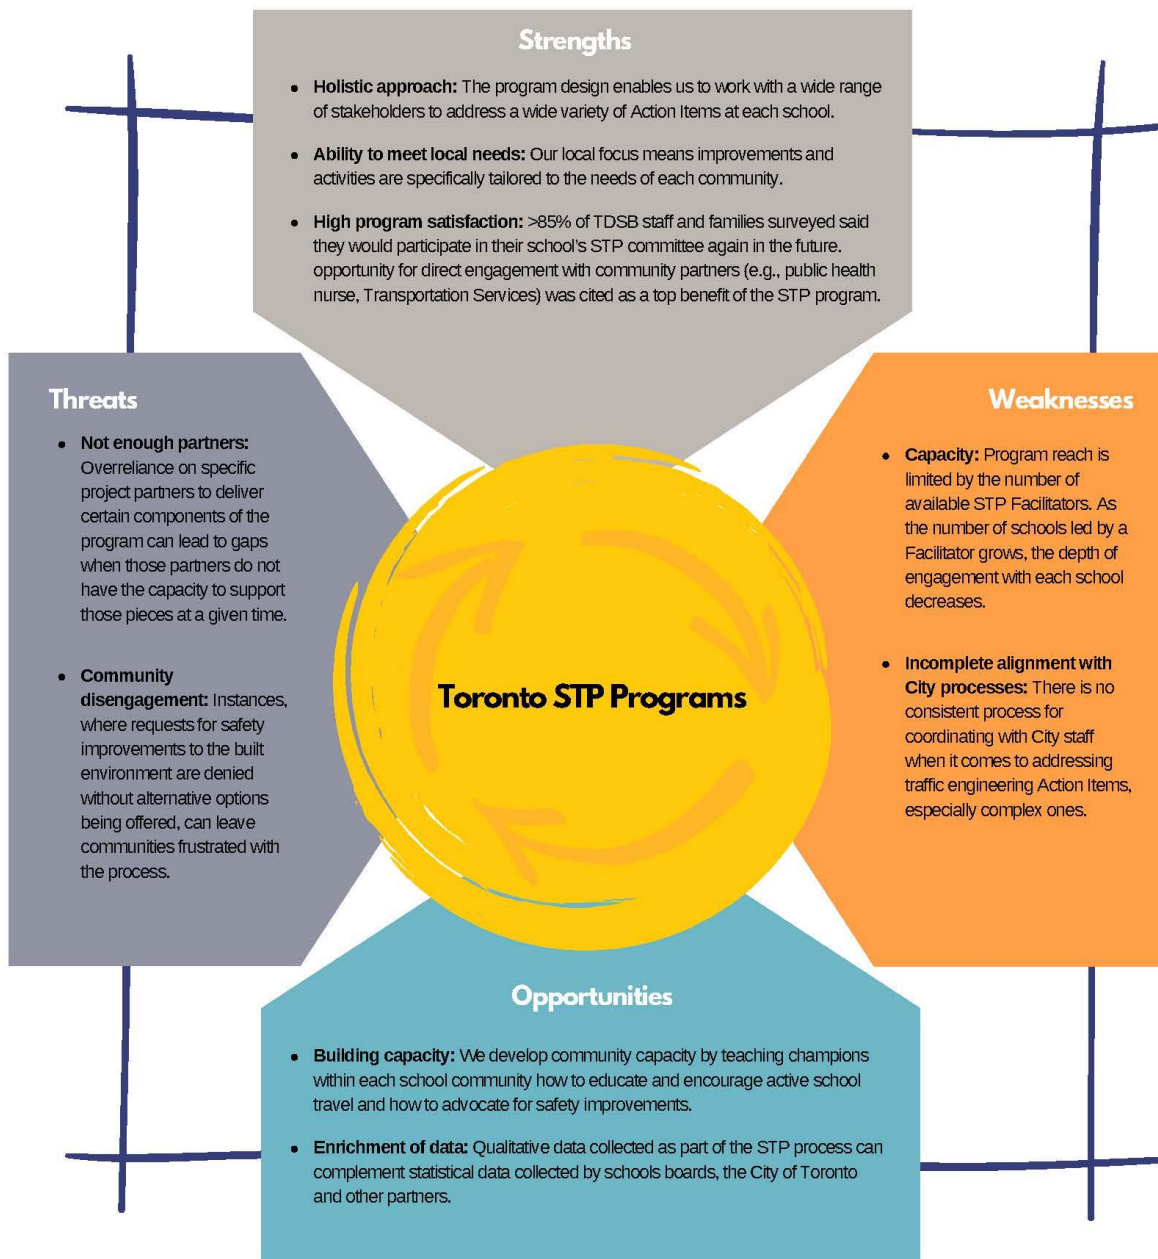 Strengths
• Holistic approach: The program design enables us to work with a wide range
of stakeholders to address a wide variety of Action Items at each school.
• Ability to meet local needs: Our local focus means improvements and
activities are specifically tailored to the needs of each community.
• High program satisfaction: >85% of TDSB staff and families surveyed said
they would participate in their school's STP committee again in the future.
opportunity for direct engagement with community partners (e.g., public health
nurse, Transportation Services) was cited as a top benefit of the STP program.
Threats
• Not enough partners:
Overreliance on specific
project partners to deliver
certain components of the
program can lead to gaps
when those partners do not
have the capacity to support
those pieces at a given time.
• Community
disengagement: Instances,
where requests for safety
improvements to the built
environment are denied
without alternative options
being offered, can leave
communities frustrated with
the process.
Toronto STP Programs
Weaknesses
• Capacity: Program reach is
limited by the number of
available STP Facilitators. As
the number of schools led by a
Facilitator grows, the depth of
engagement with each school
decreases.
• Incomplete alignment with
City processes: There is no
consistent process for
coordinating with City staff
when it comes to addressing
traffic engineering Action Items,
especially complex ones.
Opportunities
• Building capacity: We develop community capacity by teaching champions
within each school community how to educate and encourage active school
travel and how to advocate for safety improvements.
• Enrichment of data: Qualitative data collected as part of the STP process can
complement statistical data collected by schools boards, the City of Toronto
and other partners.